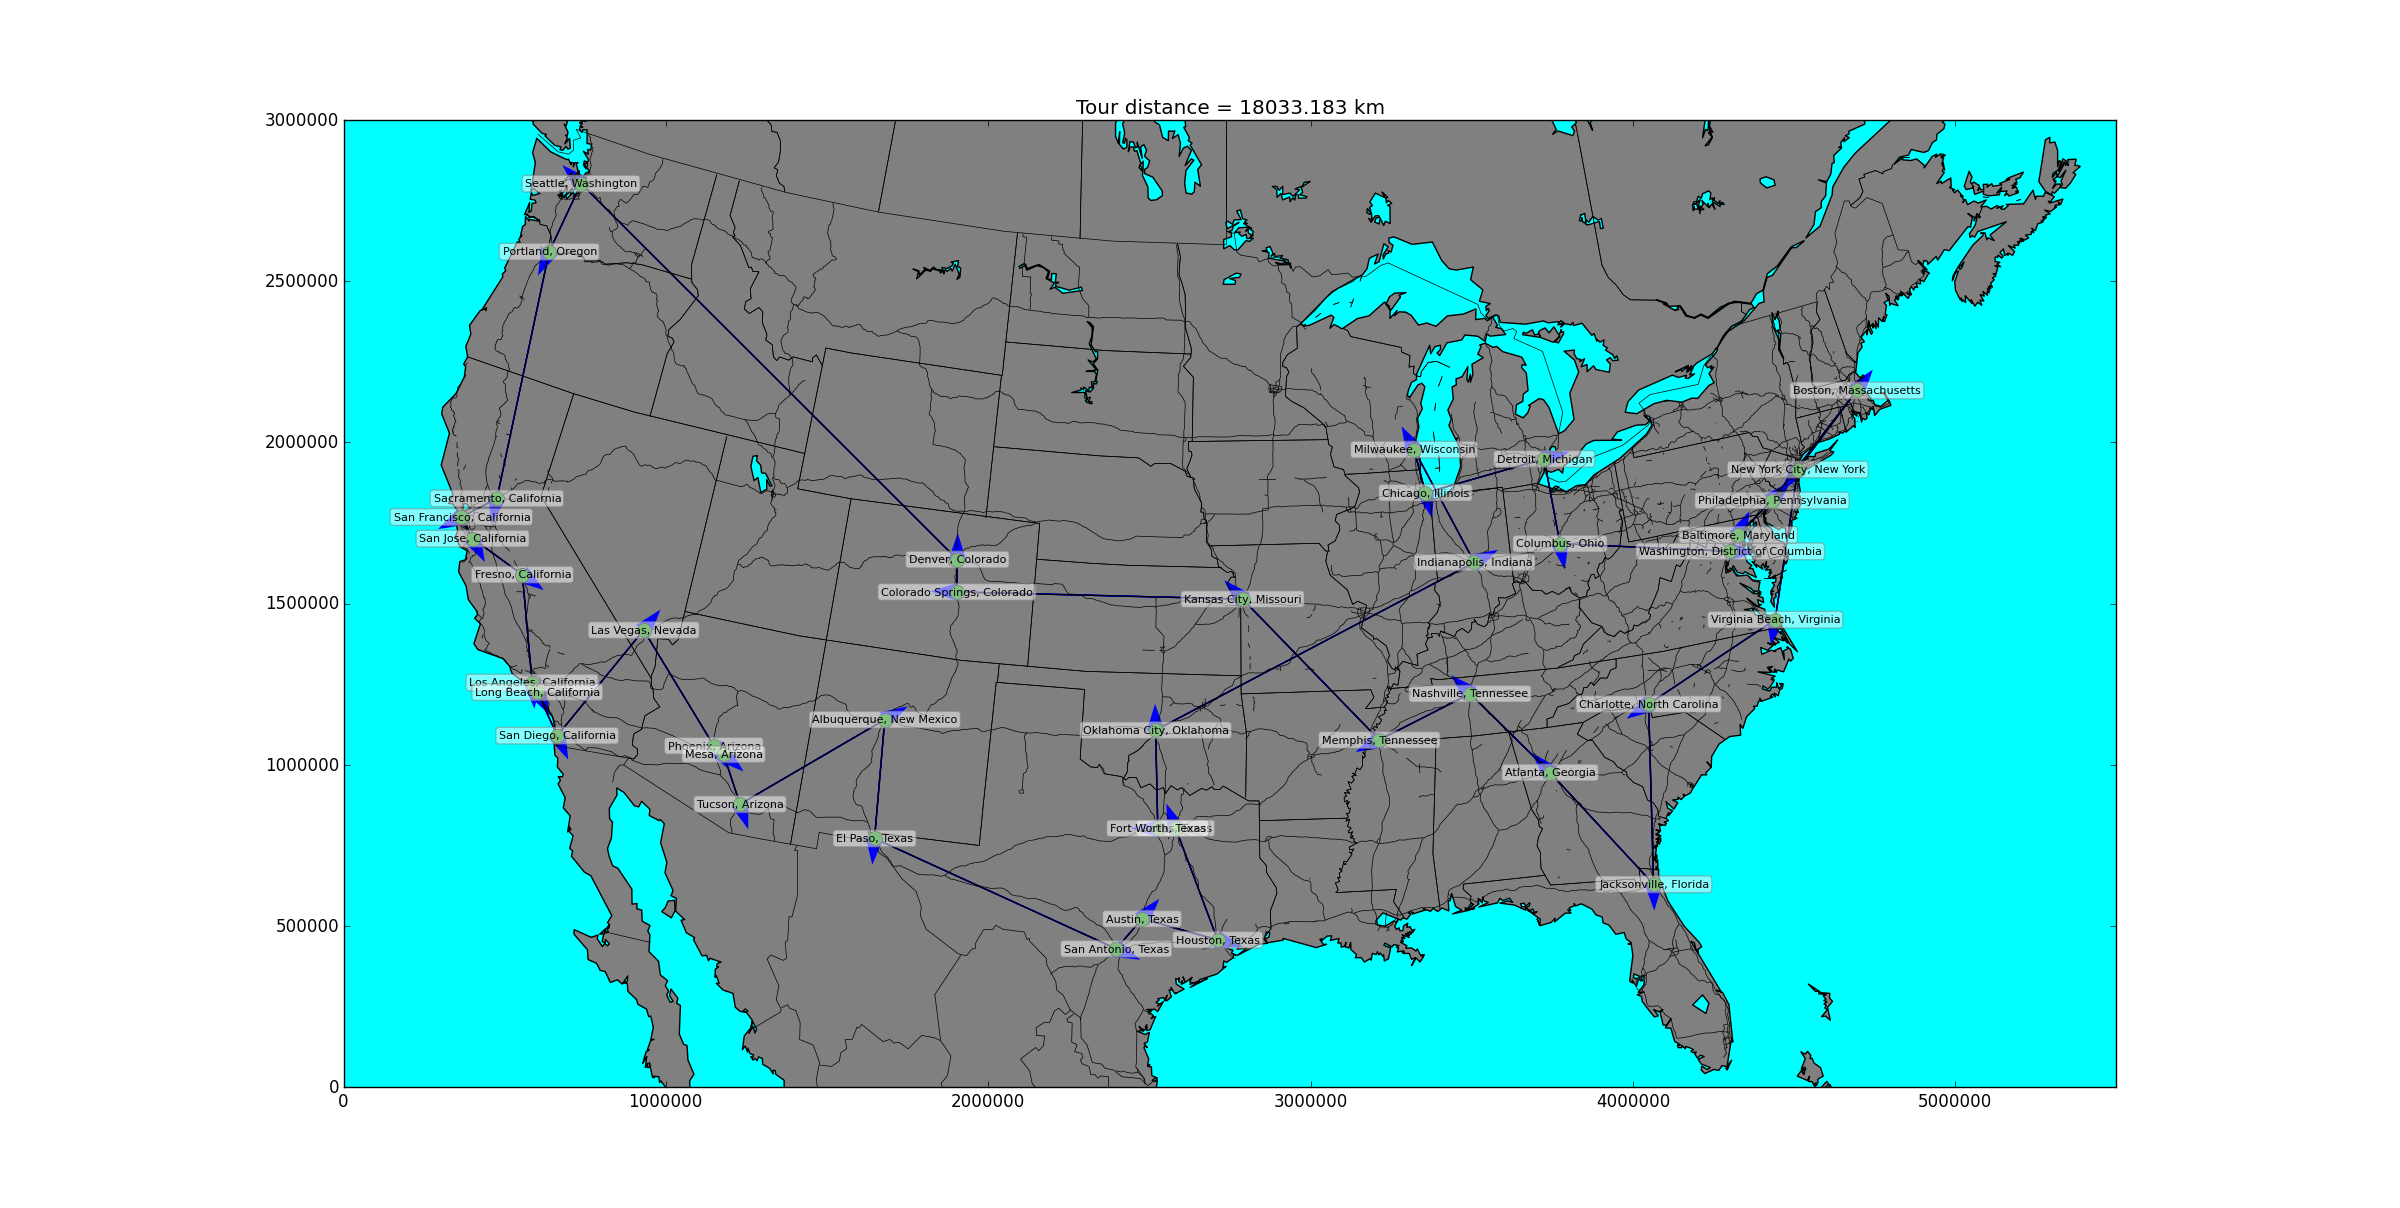 Tour distance = 18033.183 km
3000000
2500000
2000000
1500000
1000000
500000
0
Seattle, Washington
Portland, Oregon
Boston, Massachusetts
Milwaukee, Wisconsin
Detroit, Michigan
New York City, New York
Chicago, Illinois
Sacramento, California
Philadelphia, Pennsylvania
San Francisco, California
Baltimore, Maryland
San Jose, California
Columbus, Ohio
Washington, District of Columbia
Denver, Colorado
Indianapolis, Indiana
Fresno, California
Colorado Springs, Colorado
Kansas City, Missouri
Virginia Beach, Virginia
Las Vegas, Nevada
Los Angeles, California
Long Beach, California
Nashville, Tennessee
Charlotte, North Carolina
Albuquerque, New Mexico
Oklahoma City, Oklahoma
San Diego, California
Memphis, Tennessee
Phoenix, Arizona
Mesa, Arizona
Atlanta, Georgia
Tucson, Arizona
Fort Worth, Texas
El Paso, Texas
Jacksonville, Florida
Austin, Texas
Houston, Texas
San Antonio, Texas
0
1000000
2000000
3000000
4000000
5000000